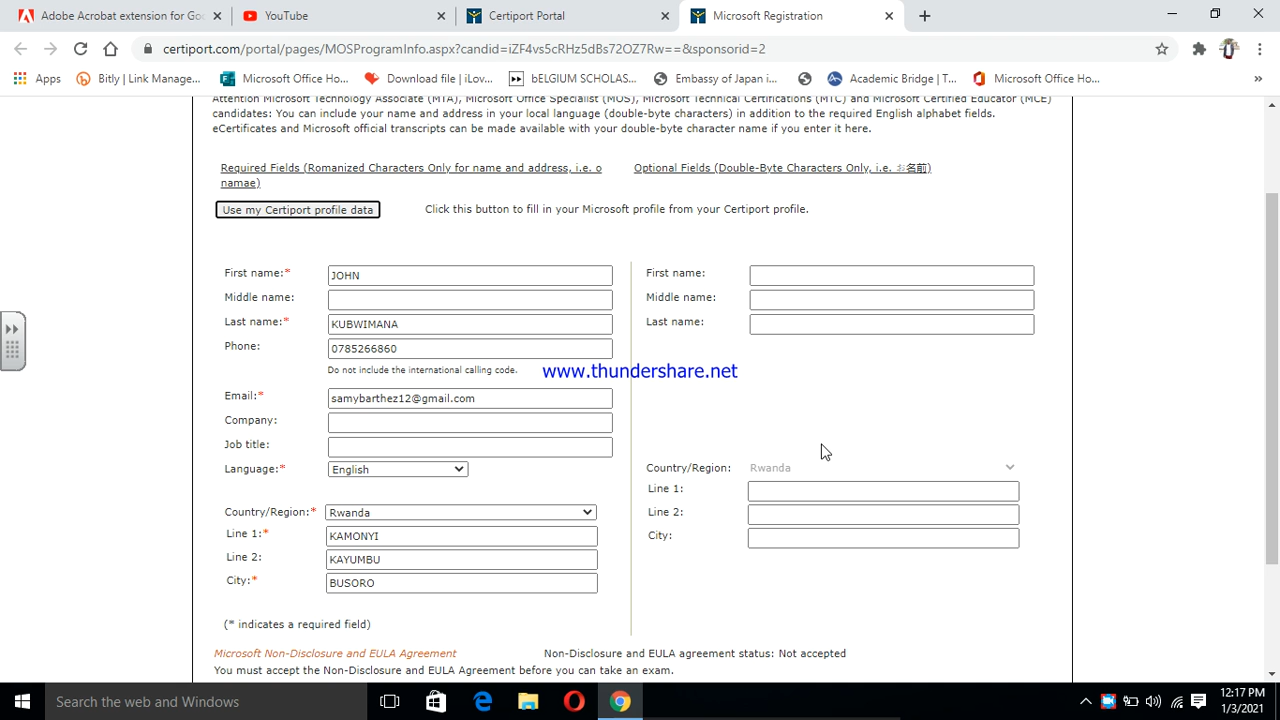 Adobe Acrobat extension for Goo
YouTube
Certiport Portal
Microsoft Registration
certiport.com/portal/pages/MOSProgramInfo.aspx?candid=iZF4vs5cRHz5dBs72OZ7Rw==&sponsorid=2
Apps
Bitly | Link Manage...
Microsoft Office Ho...
Download file | iLov...
bELGIUM SCHOLAS...
Embassy of Japan i...
Academic Bridge | T...
Microsoft Office Ho...
»
Attention Microsoft Technology Associate (MTA), Microsoft Office Specialist (MOS), Microsoft Technical Certifications (MTC) and Microsoft Certified Educator (MCE)
candidates: You can include your name and address in your local language (double-byte characters) in addition to the required English alphabet fields.
eCertificates and Microsoft official transcripts can be made available with your double-byte character name if you enter it here.
Required Fields (Romanized Characters Only for name and address, i.e. o
namae)
Optional Fields (Double-Byte Characters Only, i.e. お名前)
Use my Certiport profile data
Click this button to fill in your Microsoft profile from your Certiport profile.
First name:* JOHN
First name:
Middle name:
Middle name:
Last name:* KUBWIMANA
Last name:
Phone: 0785266860
Do not include the international calling code.
www.thundershare.net
Email:* samybarthez12@gmail.com
Company:
Job title:
Language:* English
Country/Region: Rwanda
Line 1:
Country/Region:* Rwanda
Line 2:
Line 1:* KAMONYI
City:
Line 2: KAYUMBU
City:* BUSORO
(* indicates a required field)
Microsoft Non-Disclosure and EULA Agreement
Non-Disclosure and EULA agreement status: Not accepted
You must accept the Non-Disclosure and EULA Agreement before you can take an exam.
Search the web and Windows
12:17 PM
1/3/2021